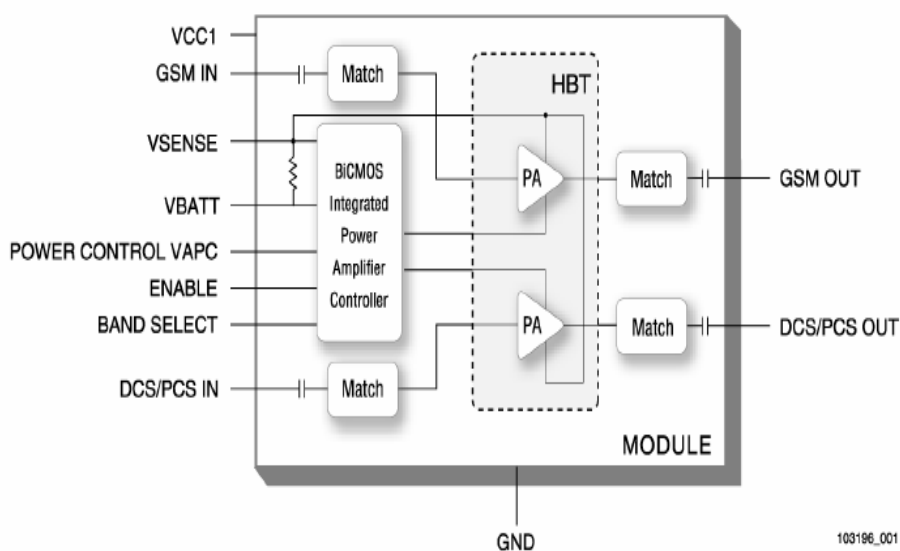 VCC1
GSM IN
Match
HBT
VSENSE
BiCMOS
Integrated
Power
Amplifier
Controller
PA
Match
GSM OUT
VBATT
POWER CONTROL VAPC
ENABLE
BAND SELECT
PA
Match
DCS/PCS OUT
DCS/PCS IN
Match
MODULE
GND
103196_001